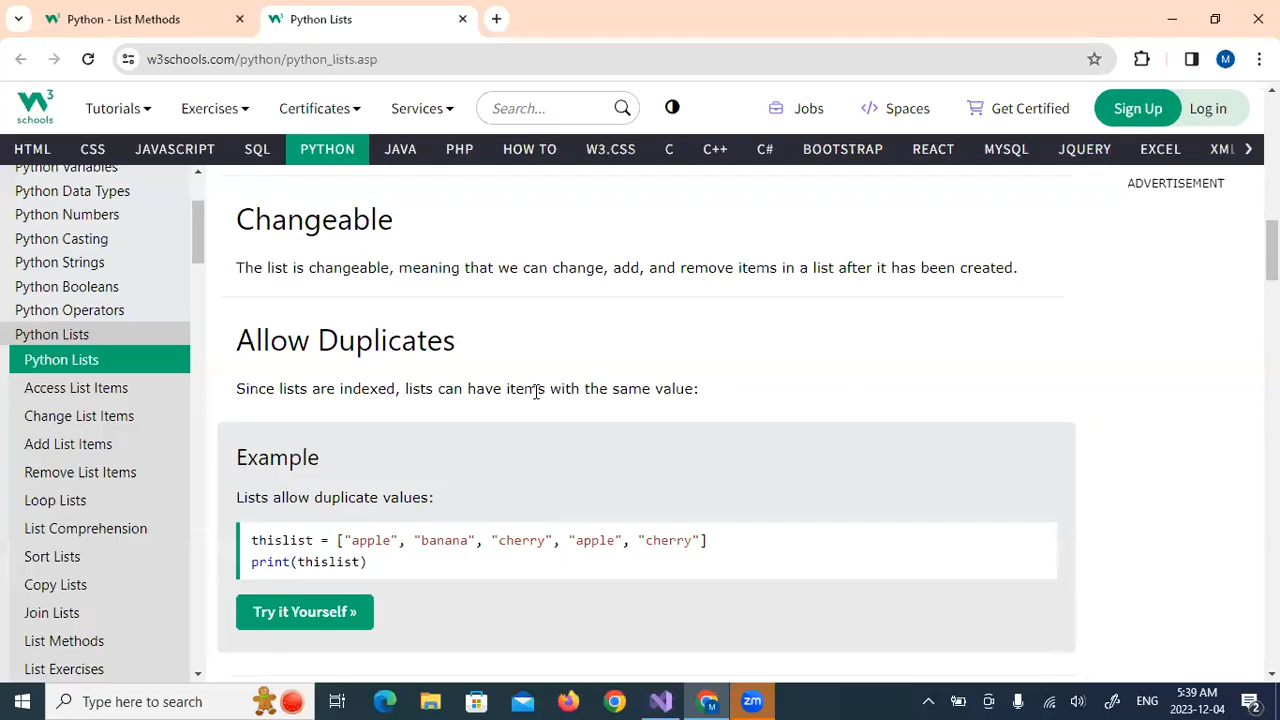 Python - List Methods
Python Lists
w3schools.com/python/python_lists.asp
M
3
schools
Tutorials
Exercises
Certificates
Services
Search...
Jobs
Spaces
Get Certified
Sign Up
Log in
HTML CSS JAVASCRIPT SQL PYTHON JAVA PHP HOW TO W3.CSS C C++ C# BOOTSTRAP REACT MYSQL JQUERY EXCEL XML
Python Variables
Python Data Types
Python Numbers
Python Casting
Python Strings
Python Booleans
Python Operators
Python Lists
Python Lists
Access List Items
Change List Items
Add List Items
Remove List Items
Loop Lists
List Comprehension
Sort Lists
Copy Lists
Join Lists
List Methods
List Exercises
ADVERTISEMENT
Changeable
The list is changeable, meaning that we can change, add, and remove items in a list after it has been created.
Allow Duplicates
Since lists are indexed, lists can have items with the same value:
Example
Lists allow duplicate values:
thislist = ["apple", "banana", "cherry", "apple", "cherry"]
print(thislist)
Try it Yourself »
Type here to search
M
zm
ENG
5:39 AM
2023-12-04
2